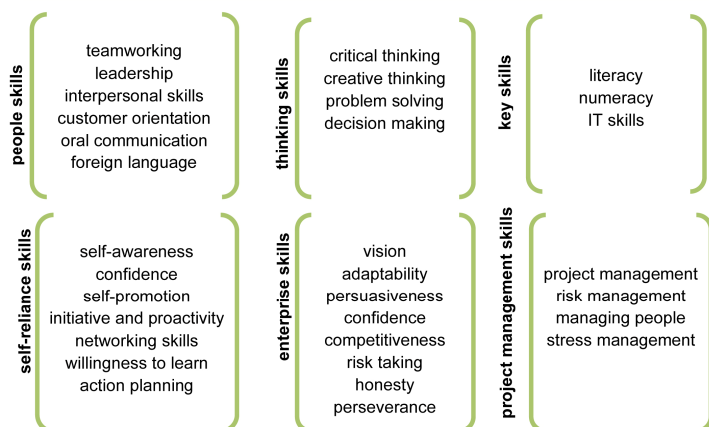 people skills
teamworking
leadership
interpersonal skills
customer orientation
oral communication
foreign language
thinking skills
critical thinking
creative thinking
problem solving
decision making
key skills
literacy
numeracy
IT skills
self-reliance skills
self-awareness
confidence
self-promotion
initiative and proactivity
networking skills
willingness to learn
action planning
enterprise skills
vision
adaptability
persuasiveness
confidence
competitiveness
risk taking
honesty
perseverance
project management skills
project management
risk management
managing people
stress management